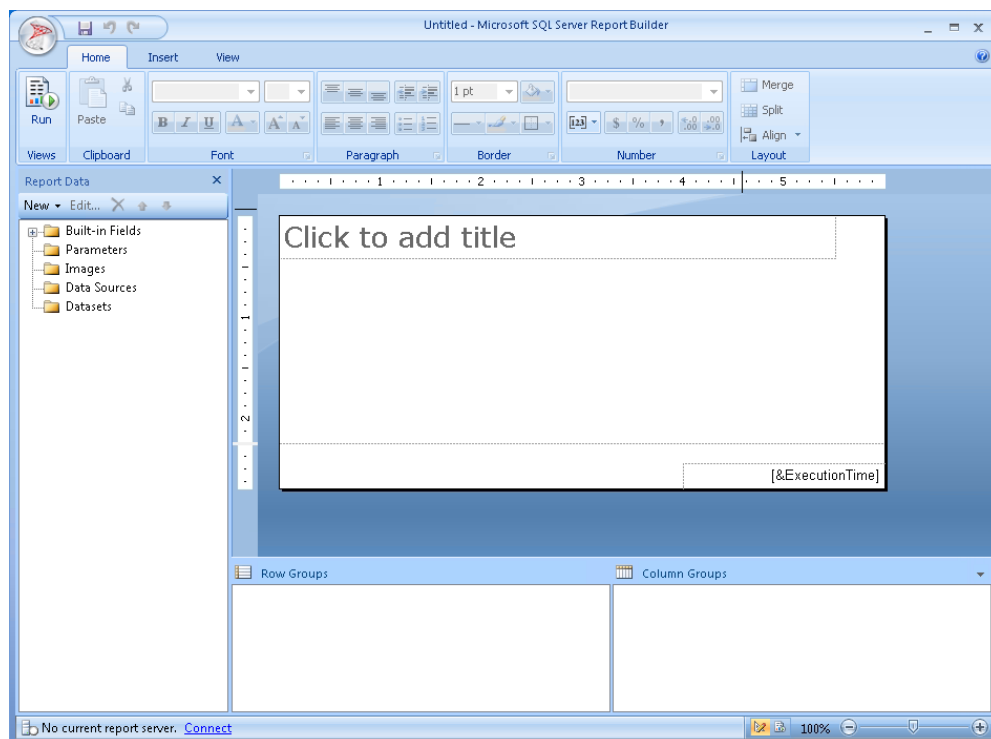 Untitled - Microsoft SQL Server Report Builder
Home Insert View
Run
Paste
B I U A A A
1 pt
$ % ,
Merge
Split
Align
Views Clipboard Font Paragraph Border Number Layout
Report Data
New Edit...
Built-in Fields
Parameters
Images
Data Sources
Datasets
1 2 3 4 5
1
2
Click to add title
[&ExecutionTime]
Row Groups
Column Groups
No current report server. Connect
100%